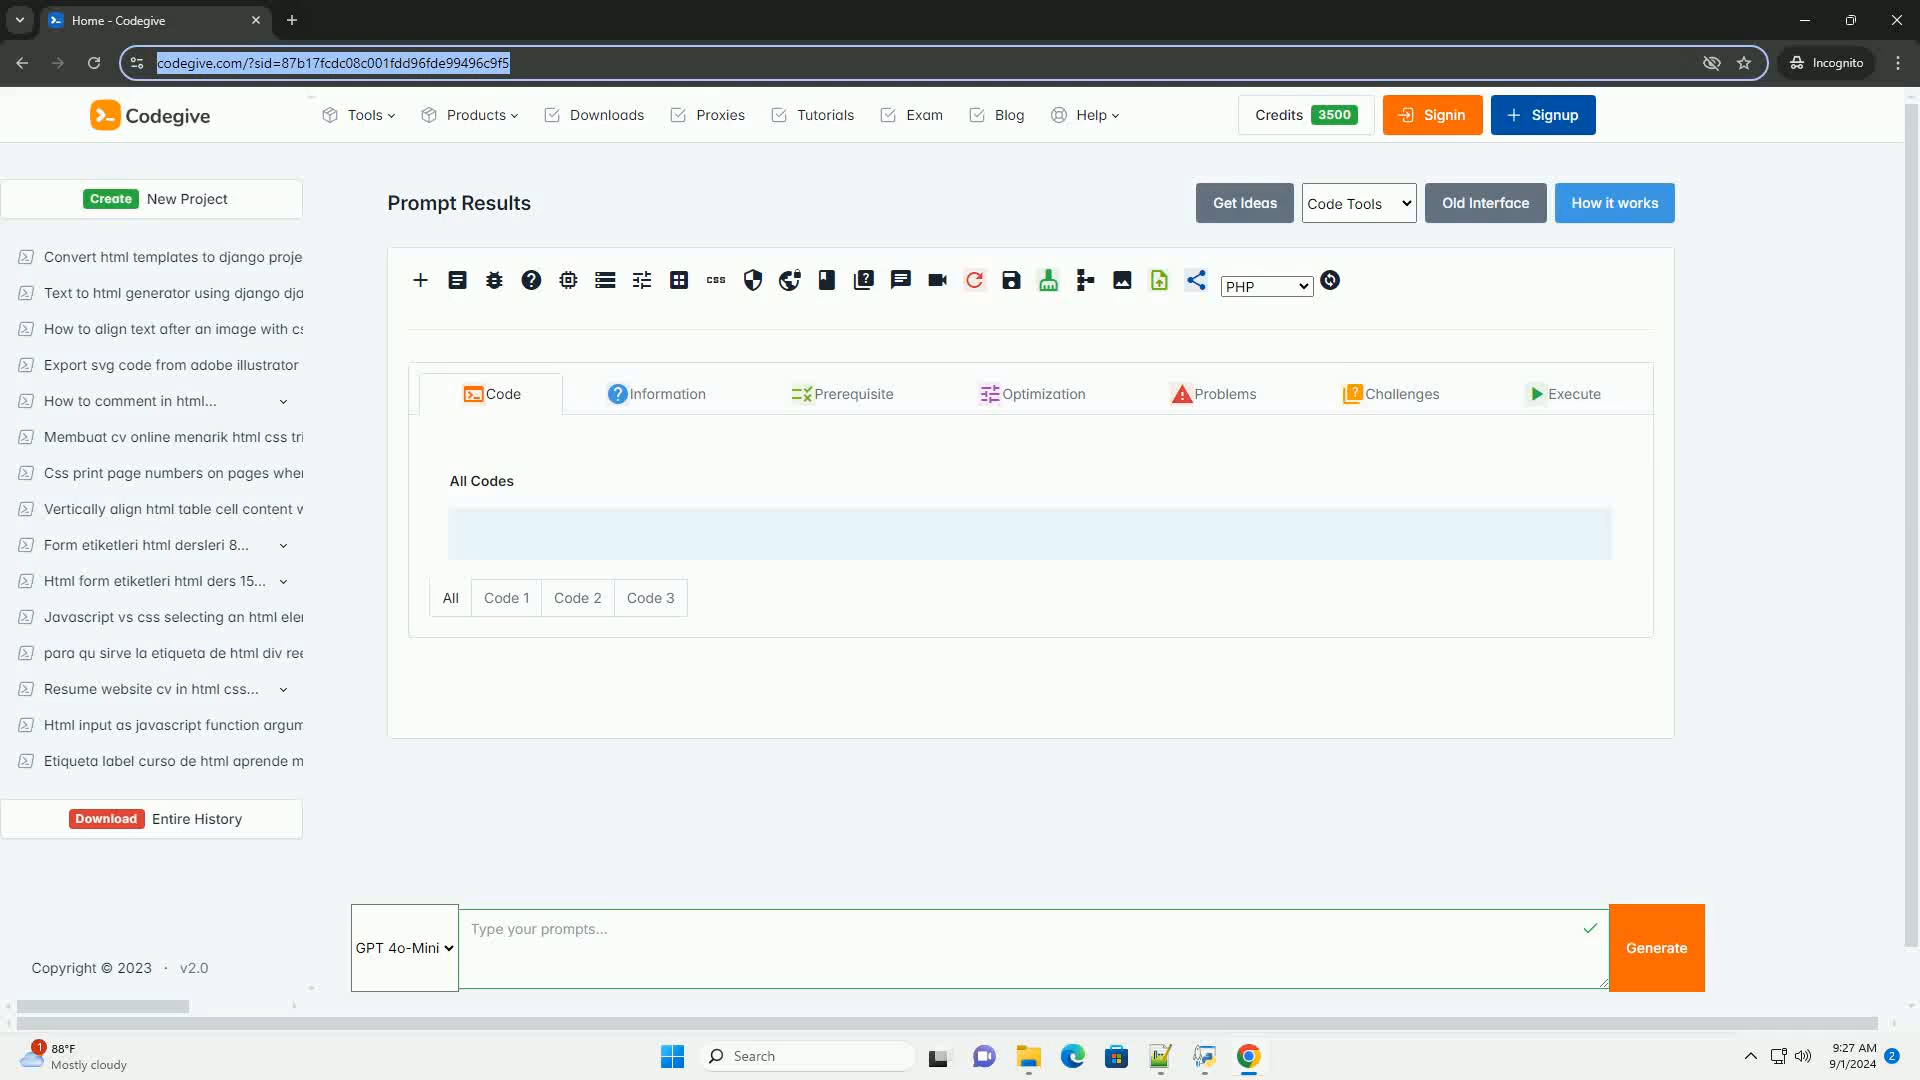 Home - Codegive
codegive.com/?sid=87b17fcdc08c001fdd96fde99496c9f5
Incognito
Codegive
Tools
Products
Downloads
Proxies
Tutorials
Exam
Blog
Help
Credits 3500
Signin
Signup
Create New Project
Convert html templates to django proje
Text to html generator using django dja
How to align text after an image with cs
Export svg code from adobe illustrator
How to comment in html...
Membuat cv online menarik html css tri
Css print page numbers on pages when
Vertically align html table cell content w
Form etiketleri html dersleri 8...
Html form etiketleri html ders 15...
Javascript vs css selecting an html eler
para qu sirve la etiqueta de html div ree
Resume website cv in html css...
Html input as javascript function argum
Etiqueta label curso de html aprende m
Download Entire History
Copyright © 2023 · v2.0
Prompt Results
Get Ideas
Code Tools
Old Interface
How it works
css
PHP
Code
Information
Prerequisite
Optimization
Problems
Challenges
Execute
All Codes
All
Code 1
Code 2
Code 3
GPT 4o-Mini
Type your prompts...
Generate
1
88°F
Mostly cloudy
Search
9:27 AM
9/1/2024
2